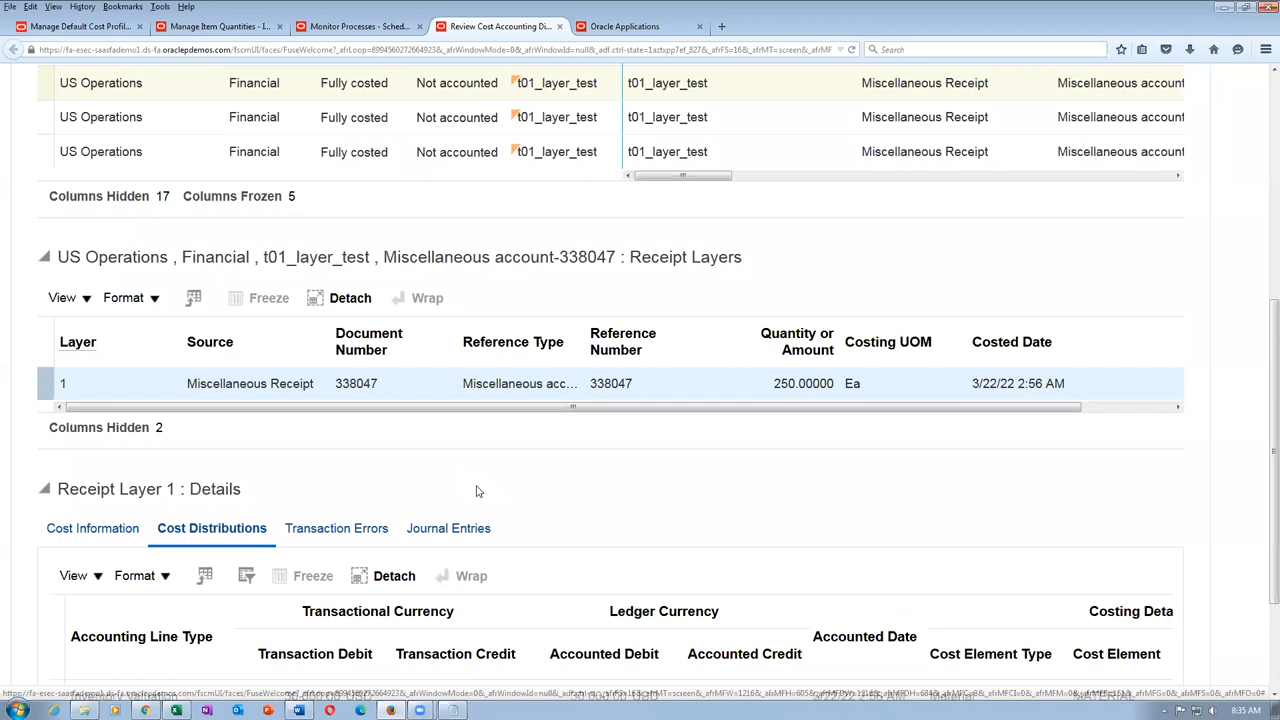 File Edit View History Bookmarks Tools Help
Manage Default Cost Profil... × Manage Item Quantities - I... × Monitor Processes - Sched... × Review Cost Accounting Di... × Oracle Applications × +
Search
US Operations Financial Fully costed Not accounted t01_layer_test t01_layer_test Miscellaneous Receipt Miscellaneous account
US Operations Financial Fully costed Not accounted t01_layer_test t01_layer_test Miscellaneous Receipt Miscellaneous account
US Operations Financial Fully costed Not accounted t01_layer_test t01_layer_test Miscellaneous Receipt Miscellaneous account
Columns Hidden 17 Columns Frozen 5
US Operations , Financial , t01_layer_test , Miscellaneous account-338047 : Receipt Layers
View Format Freeze Detach Wrap
Layer Source Document Number Reference Type Reference Number Quantity or Amount Costing UOM Costed Date
1 Miscellaneous Receipt 338047 Miscellaneous acc... 338047 250.00000 Ea 3/22/22 2:56 AM
Columns Hidden 2
Receipt Layer 1 : Details
Cost Information Cost Distributions Transaction Errors Journal Entries
View Format Freeze Detach Wrap
Transactional Currency Ledger Currency Costing Deta
Accounting Line Type Transaction Debit Transaction Credit Accounted Debit Accounted Credit Accounted Date Cost Element Type Cost Element
8:35 AM